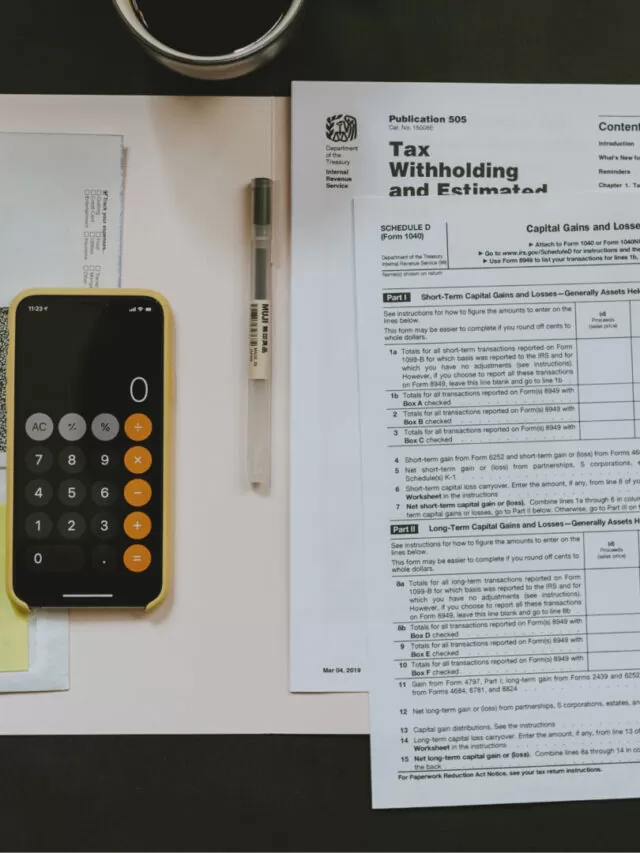 Track your expenses.
Clothing
Food
Credit Card
Entertainment
Insurance
11:23
0
AC % ÷
7 8 9 ×
4 5 6 −
1 2 3 +
0 . =
MUJI 無印良品
Department
of the
Treasury
Internal
Revenue
Service
Publication 505
Cat. No. 15008E
Tax
Withholding
and Estimated
Mar 04, 2019
Content
Introduction
What's New fo
Reminders
Chapter 1. Ta
SCHEDULE D
(Form 1040)
Department of the Treasury
Internal Revenue Service (99)
Name(s) shown on return
Capital Gains and Losse
► Attach to Form 1040 or Form 1040NR
► Go to www.irs.gov/ScheduleD for instructions and the
► Use Form 8949 to list your transactions for lines 1b,
Part I Short-Term Capital Gains and Losses—Generally Assets Hel
See instructions for how to figure the amounts to enter on the
lines below.
This form may be easier to complete if you round off cents to
whole dollars.
(d)
Proceeds
(sales price)
1a Totals for all short-term transactions reported on Form
1099-B for which basis was reported to the IRS and for
which you have no adjustments (see instructions).
However, if you choose to report all these transactions
on Form 8949, leave this line blank and go to line 1b
1b Totals for all transactions reported on Form(s) 8949 with
Box A checked
2 Totals for all transactions reported on Form(s) 8949 with
Box B checked
3 Totals for all transactions reported on Form(s) 8949 with
Box C checked
4 Short-term gain from Form 6252 and short-term gain or (loss) from Forms 468
5 Net short-term gain or (loss) from partnerships, S corporations,
Schedule(s) K-1
6 Short-term capital loss carryover. Enter the amount, if any, from line 8 of you
Worksheet in the instructions
7 Net short-term capital gain or (loss). Combine lines 1a through 6 in colum
term capital gains or losses, go to Part II below. Otherwise, go to Part III on t
Part II Long-Term Capital Gains and Losses—Generally Assets H
See instructions for how to figure the amounts to enter on the
lines below.
This form may be easier to complete if you round off cents to
whole dollars.
(d)
Proceeds
(sales price)
8a Totals for all long-term transactions reported on Form
1099-B for which basis was reported to the IRS and for
which you have no adjustments (see instructions).
However, if you choose to report all these transactions
on Form 8949, leave this line blank and go to line 8b
8b Totals for all transactions reported on Form(s) 8949 with
Box D checked
9 Totals for all transactions reported on Form(s) 8949 with
Box E checked
10 Totals for all transactions reported on Form(s) 8949 with
Box F checked
11 Gain from Form 4797, Part I; long-term gain from Forms 2439 and 6252
from Forms 4684, 6781, and 8824
12 Net long-term gain or (loss) from partnerships, S corporations, estates, an
13 Capital gain distributions. See the instructions
14 Long-term capital loss carryover. Enter the amount, if any, from line 13 of
Worksheet in the instructions
15 Net long-term capital gain or (loss). Combine lines 8a through 14 in co
the back
For Paperwork Reduction Act Notice, see your tax return instructions.